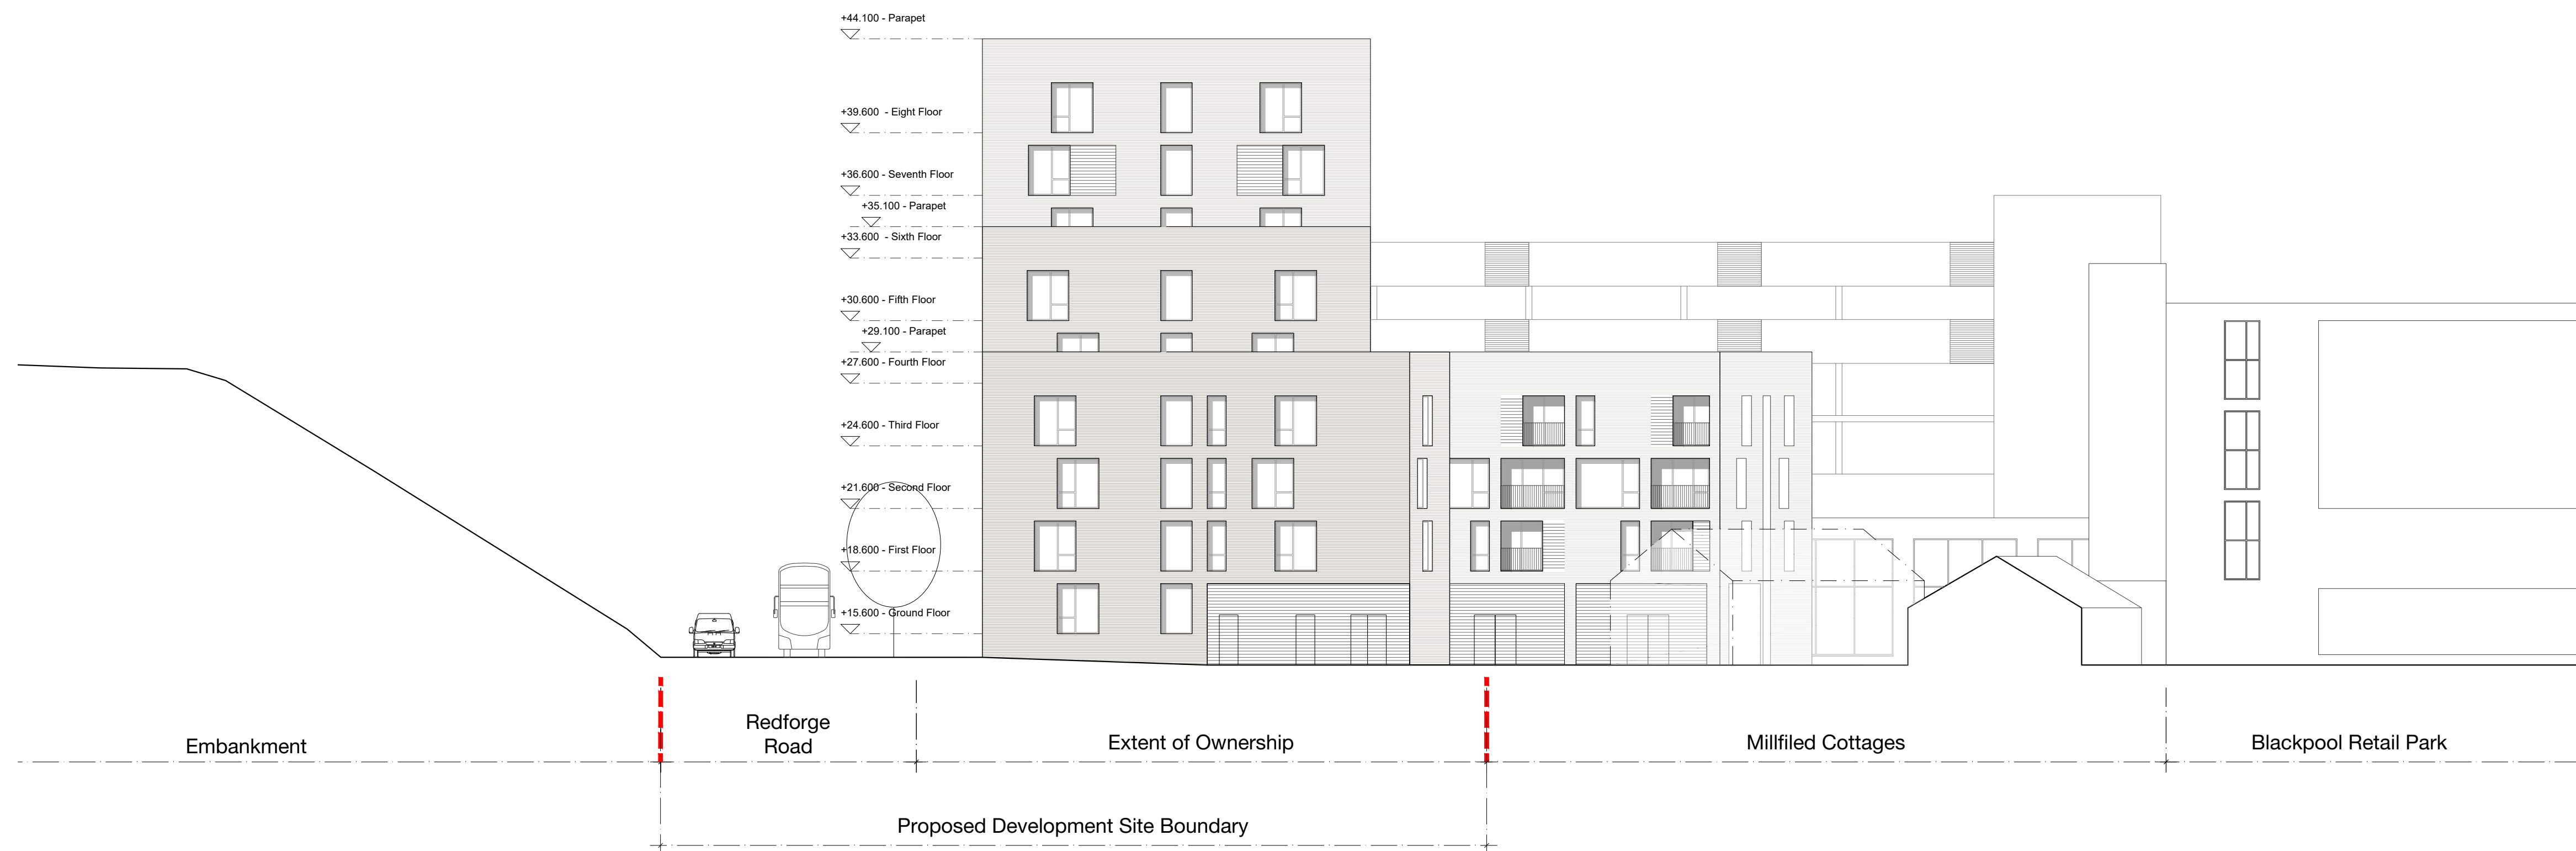 +44.100 - Parapet
+39.600 - Eight Floor
+36.600 - Seventh Floor
+35.100 - Parapet
+33.600 - Sixth Floor
+30.600 - Fifth Floor
+29.100 - Parapet
+27.600 - Fourth Floor
+24.600 - Third Floor
+21.600 - Second Floor
+18.600 - First Floor
+15.600 - Ground Floor
Embankment
Redforge
Road
Extent of Ownership
Millfiled Cottages
Blackpool Retail Park
Proposed Development Site Boundary